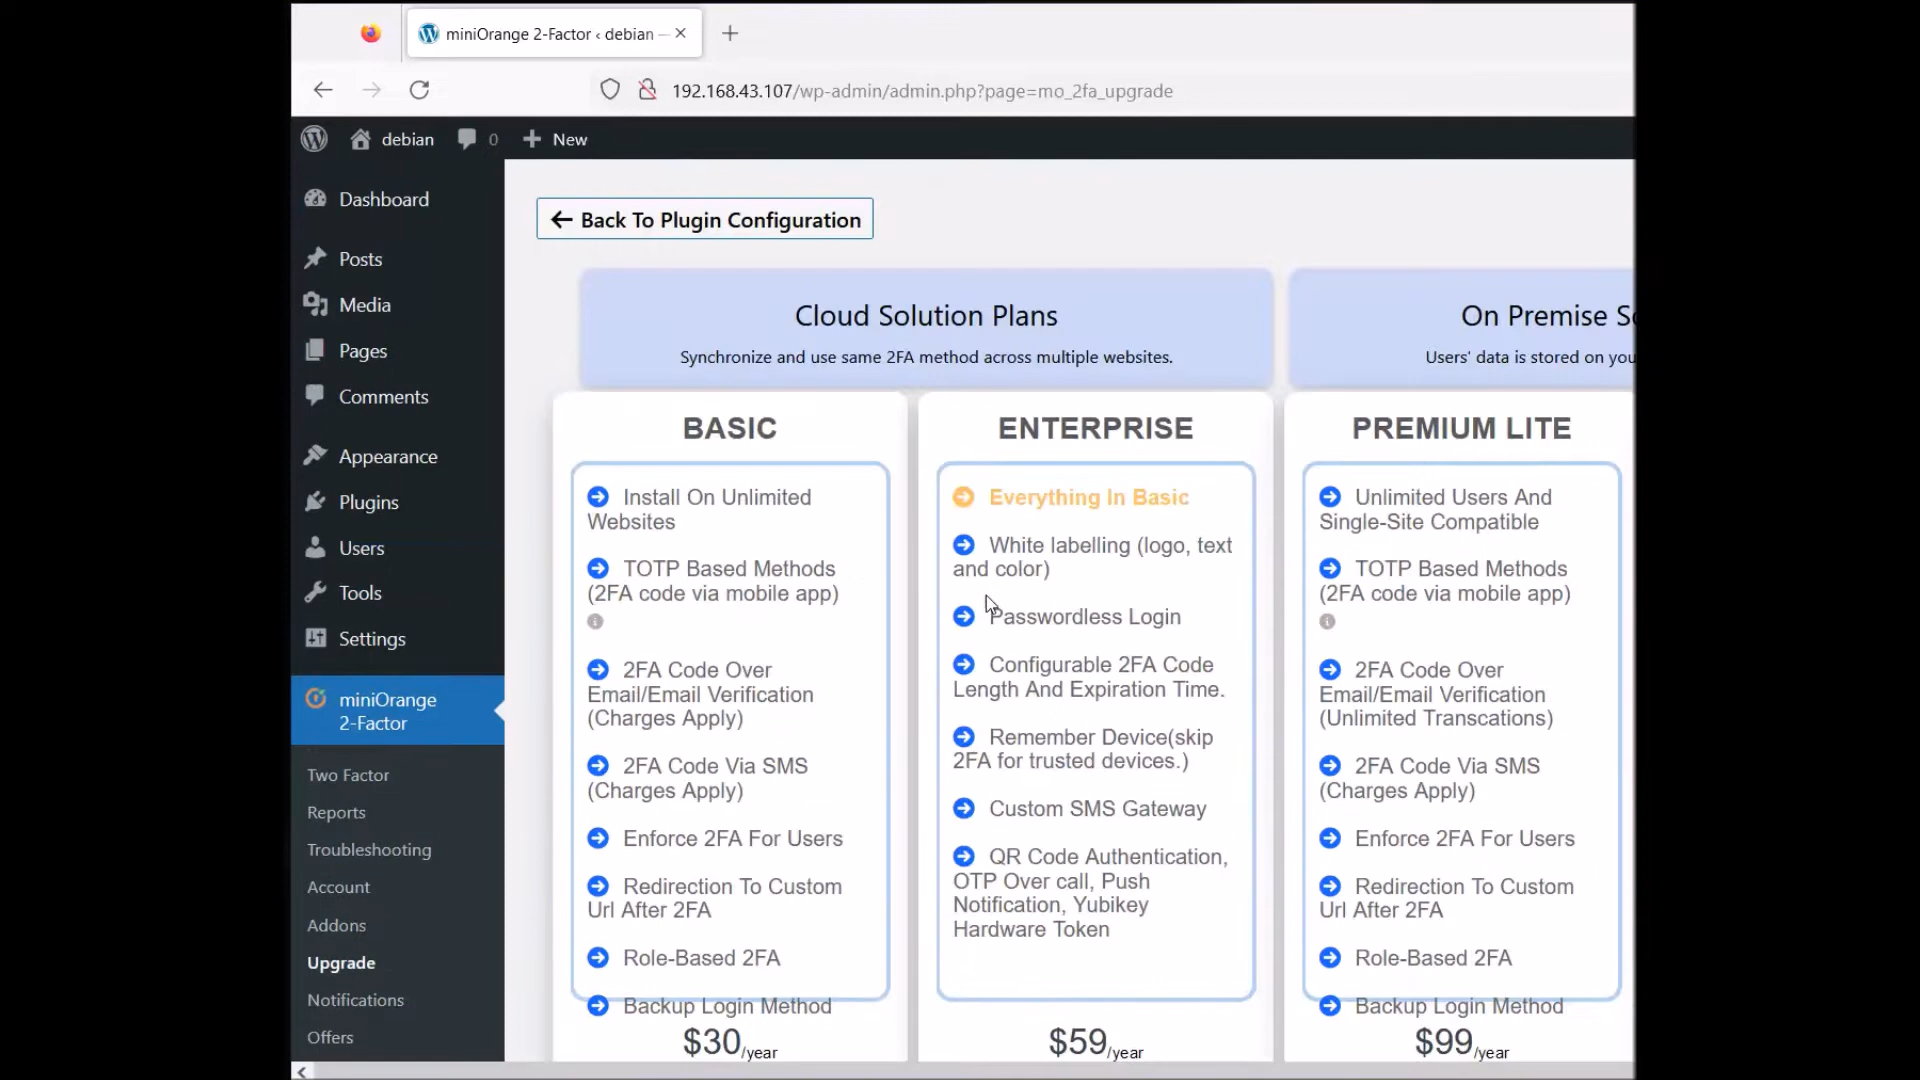 miniOrange 2-Factor ‹ debian —
192.168.43.107/wp-admin/admin.php?page=mo_2fa_upgrade
debian
0
New
Dashboard
Posts
Media
Pages
Comments
Appearance
Plugins
Users
Tools
Settings
miniOrange
2-Factor
Two Factor
Reports
Troubleshooting
Account
Addons
Upgrade
Notifications
Offers
Back To Plugin Configuration
Cloud Solution Plans
Synchronize and use same 2FA method across multiple websites.
On Premise S
Users' data is stored on you
BASIC
Install On Unlimited
Websites
TOTP Based Methods
(2FA code via mobile app)
2FA Code Over
Email/Email Verification
(Charges Apply)
2FA Code Via SMS
(Charges Apply)
Enforce 2FA For Users
Redirection To Custom
Url After 2FA
Role-Based 2FA
Backup Login Method
$30/year
ENTERPRISE
Everything In Basic
White labelling (logo, text
and color)
Passwordless Login
Configurable 2FA Code
Length And Expiration Time.
Remember Device(skip
2FA for trusted devices.)
Custom SMS Gateway
QR Code Authentication,
OTP Over call, Push
Notification, Yubikey
Hardware Token
$59/year
PREMIUM LITE
Unlimited Users And
Single-Site Compatible
TOTP Based Methods
(2FA code via mobile app)
2FA Code Over
Email/Email Verification
(Unlimited Transcations)
2FA Code Via SMS
(Charges Apply)
Enforce 2FA For Users
Redirection To Custom
Url After 2FA
Role-Based 2FA
Backup Login Method
$99/year